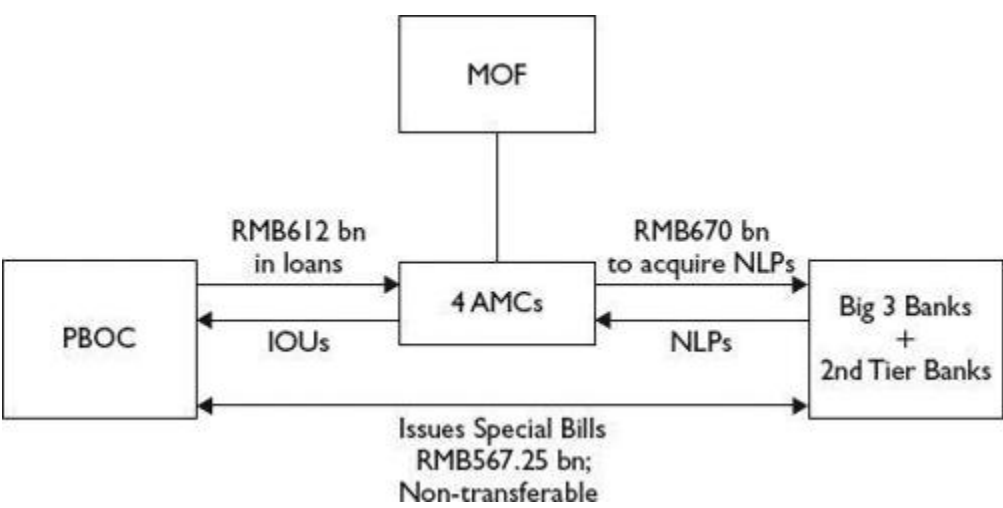 MOF
RMB612 bn
in loans
RMB670 bn
to acquire NLPs
PBOC
4 AMCs
Big 3 Banks
+
2nd Tier Banks
IOUs
NLPs
Issues Special Bills
RMB567.25 bn;
Non-transferable